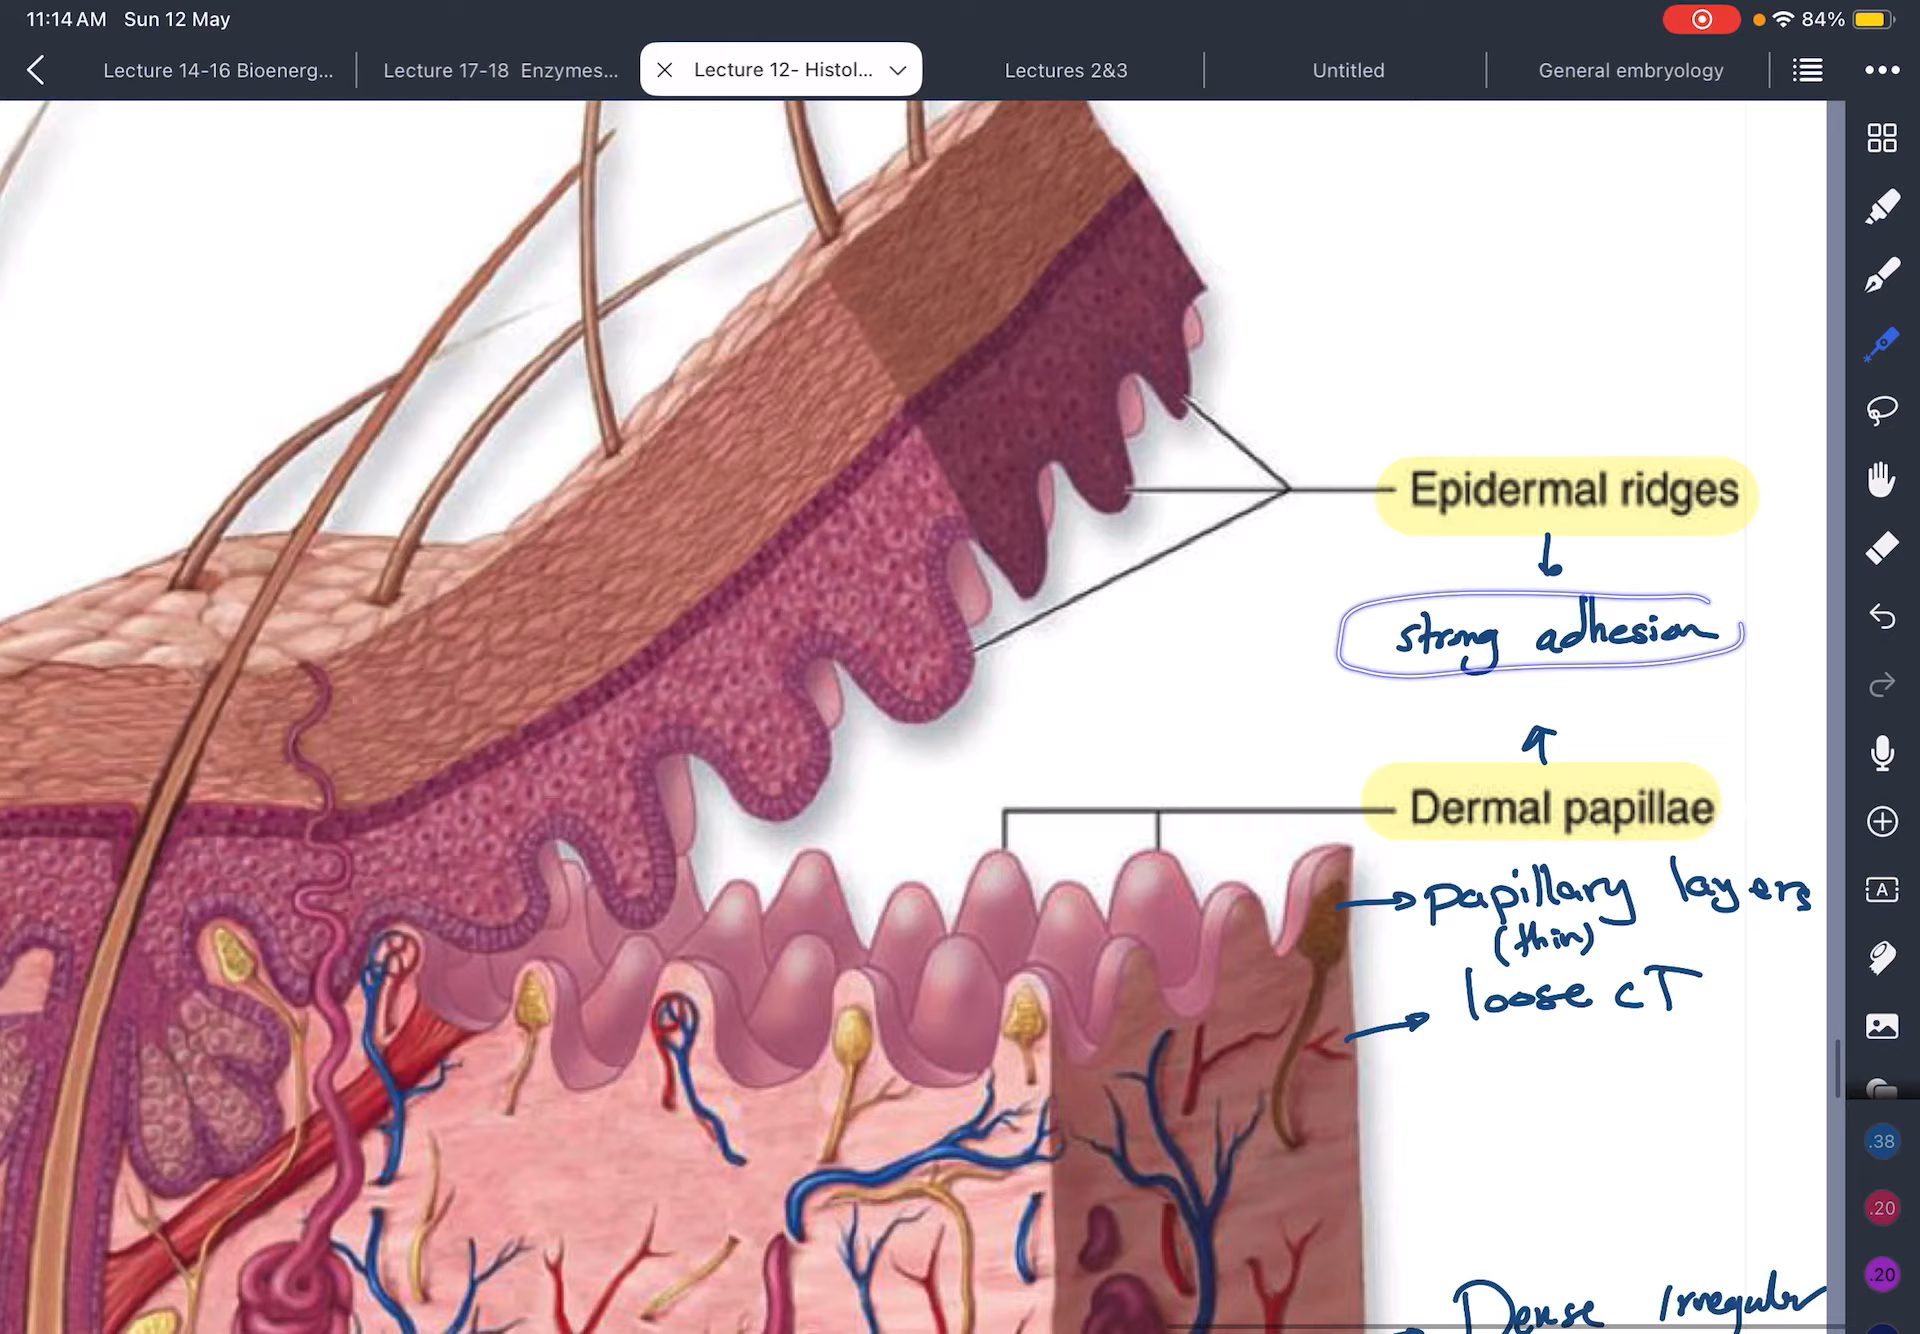 11:14 AM Sun 12 May
84%
Lecture 14-16 Bioenerg...
Lecture 17-18 Enzymes...
Lecture 12- Histol...
Lectures 2&3
Untitled
General embryology
Epidermal ridges
strong adhesion
Dermal papillae
papillary layers
(thin)
loose CT
Dense Irregular
A
.38
.20
.20